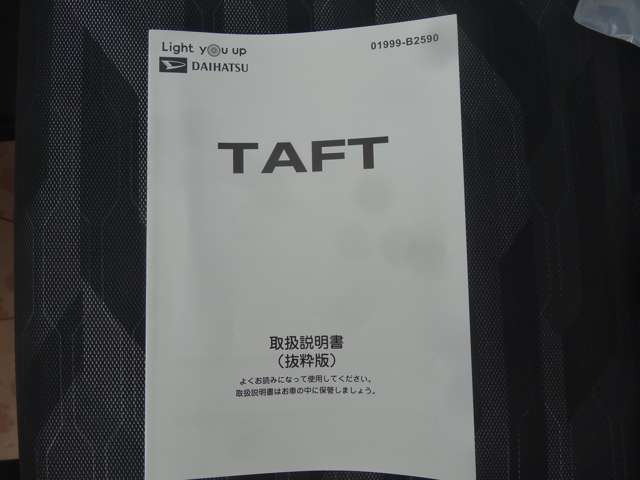 Light you up
DAIHATSU
01999-B2590
TAFT
取扱説明書
（抜粋版）
よくお読みになって使用してください。
取扱説明書はお車の中に保管しましょう。